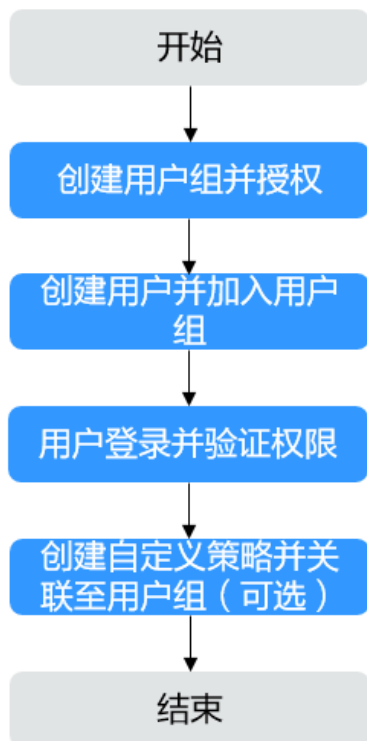 开始
创建用户组并授权
创建用户并加入用户
组
用户登录并验证权限
创建自定义策略并关
联至用户组（可选）
结束